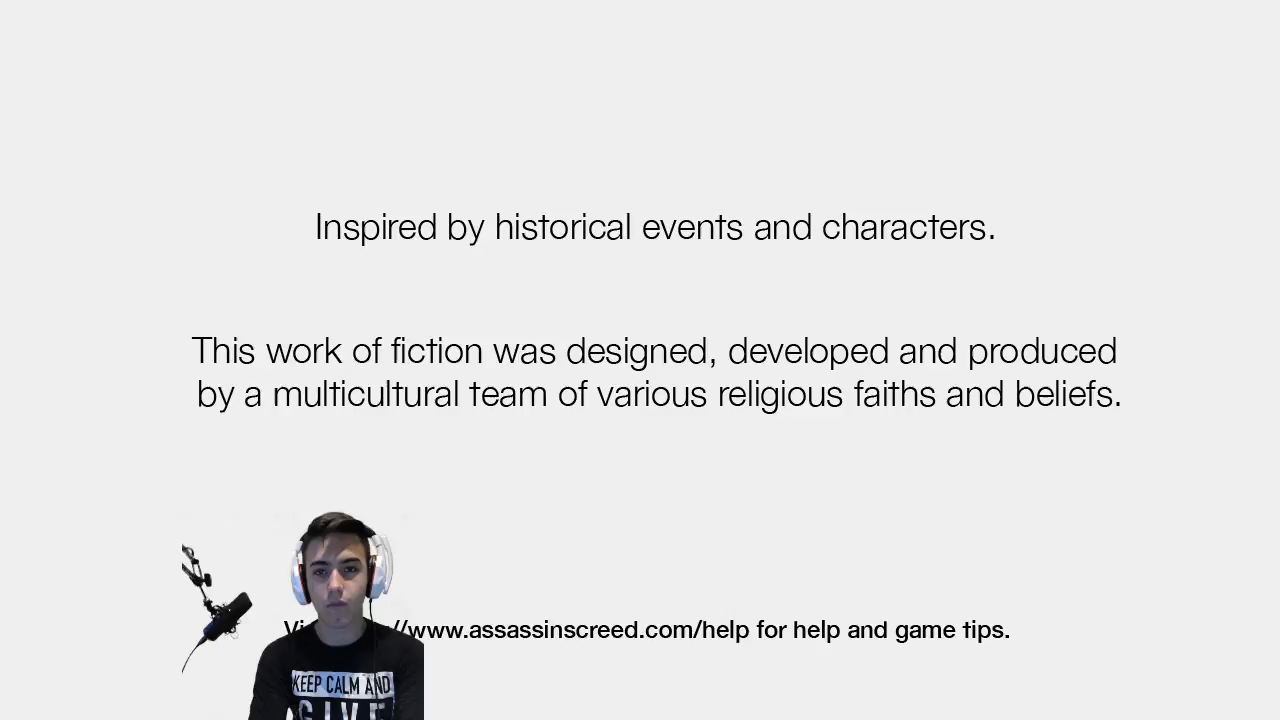 Inspired by historical events and characters.
This work of fiction was designed, developed and produced
by a multicultural team of various religious faiths and beliefs.
//www.assassinscreed.com/help for help and game tips.
KEEP CALM AND
GIVE